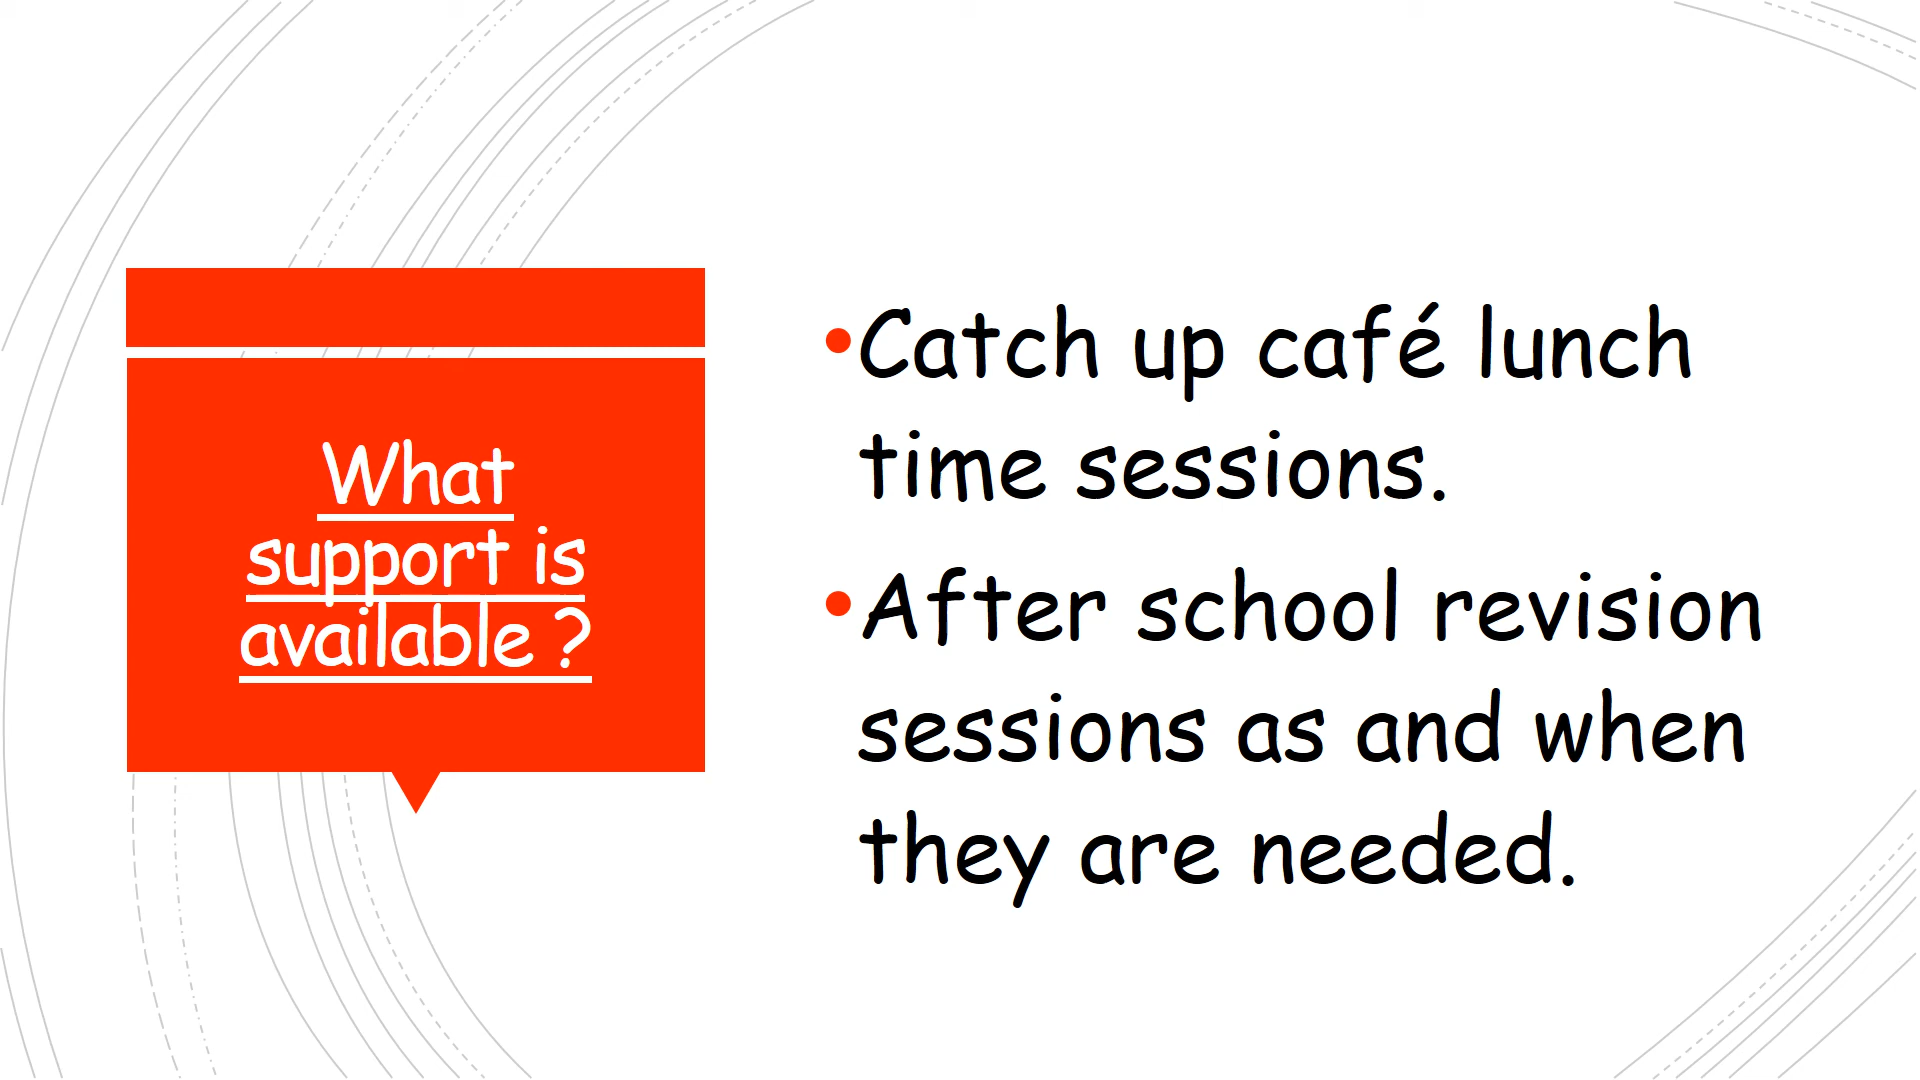 What
support is
available ?
•Catch up café lunch
time sessions.
•After school revision
sessions as and when
they are needed.